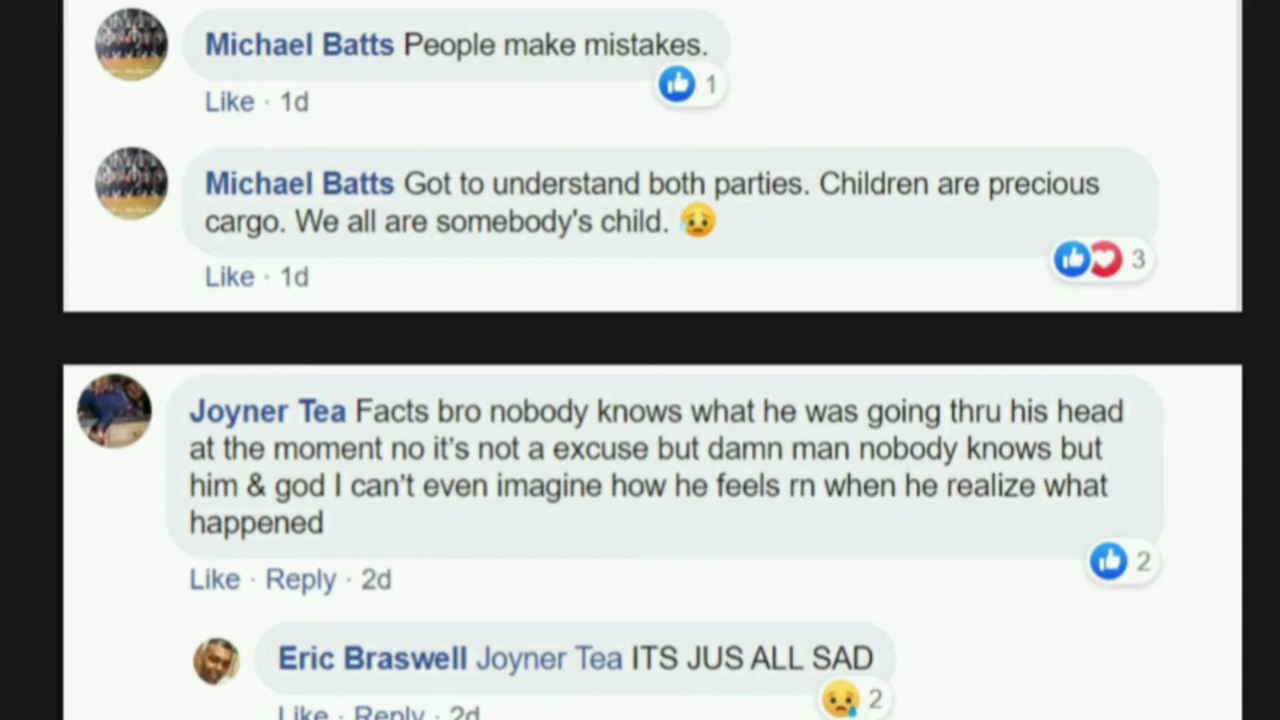 Michael Batts People make mistakes.
1
Like · 1d
Michael Batts Got to understand both parties. Children are precious
cargo. We all are somebody's child. 😥
3
Like · 1d
Joyner Tea Facts bro nobody knows what he was going thru his head
at the moment no it's not a excuse but damn man nobody knows but
him & god I can't even imagine how he feels rn when he realize what
happened
2
Like · Reply · 2d
Eric Braswell Joyner Tea ITS JUS ALL SAD
2
Like · Reply · 2d